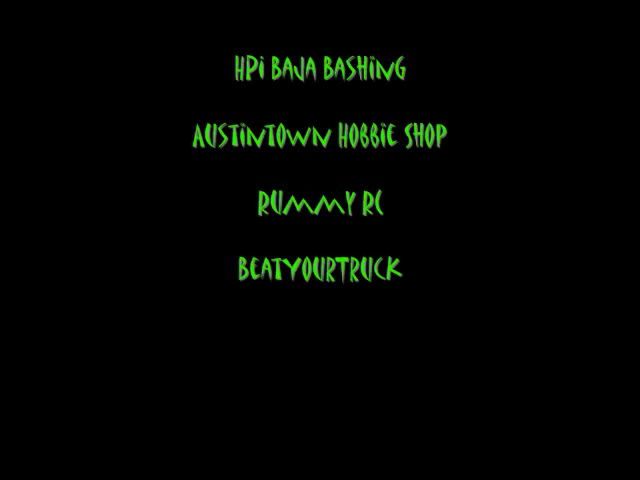 HPi BAJA BASHiNG
AUSTiNTOWN HOBBiE SHOP
RUMMY RC
BEATYOURTRUCK